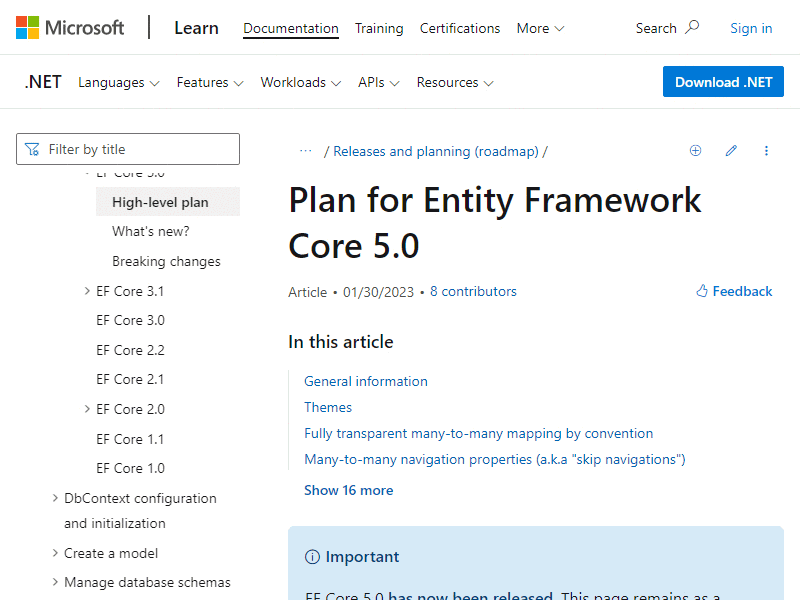 Microsoft
Learn
Documentation
Training
Certifications
More
Search
Sign in
.NET
Languages
Features
Workloads
APIs
Resources
Download .NET
Filter by title
EF Core 5.0
High-level plan
What's new?
Breaking changes
EF Core 3.1
EF Core 3.0
EF Core 2.2
EF Core 2.1
EF Core 2.0
EF Core 1.1
EF Core 1.0
DbContext configuration
and initialization
Create a model
Manage database schemas
... / Releases and planning (roadmap) /
Plan for Entity Framework
Core 5.0
Article • 01/30/2023 • 8 contributors
Feedback
In this article
General information
Themes
Fully transparent many-to-many mapping by convention
Many-to-many navigation properties (a.k.a "skip navigations")
Show 16 more
Important
EF Core 5.0 has now been released. This page remains as a